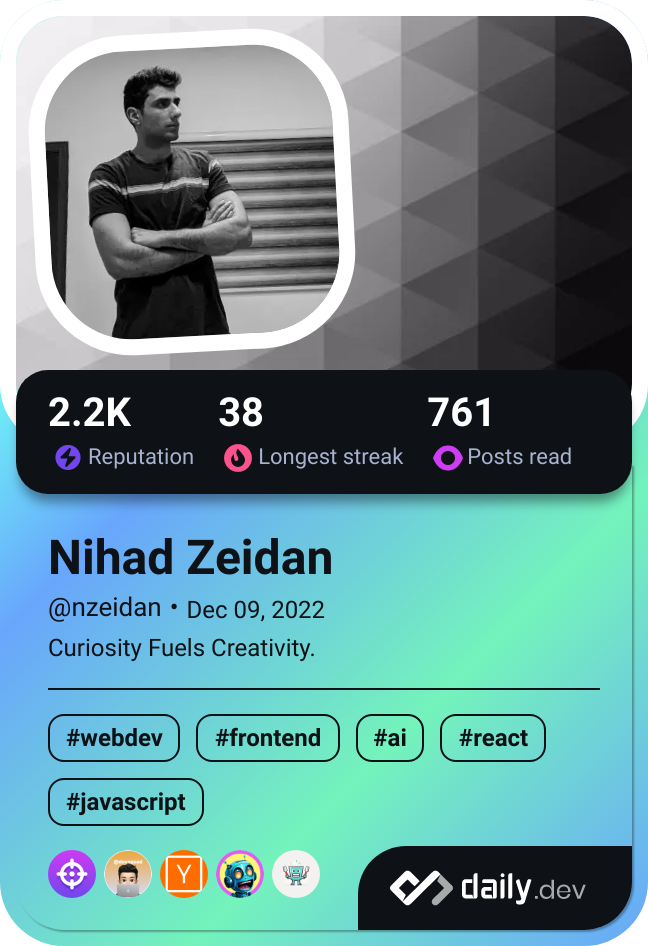 2.2K 38 761
Reputation Longest streak Posts read
Nihad Zeidan
@nzeidan • Dec 09, 2022
Curiosity Fuels Creativity.
#webdev #frontend #ai #react
#javascript
Y
daily.dev